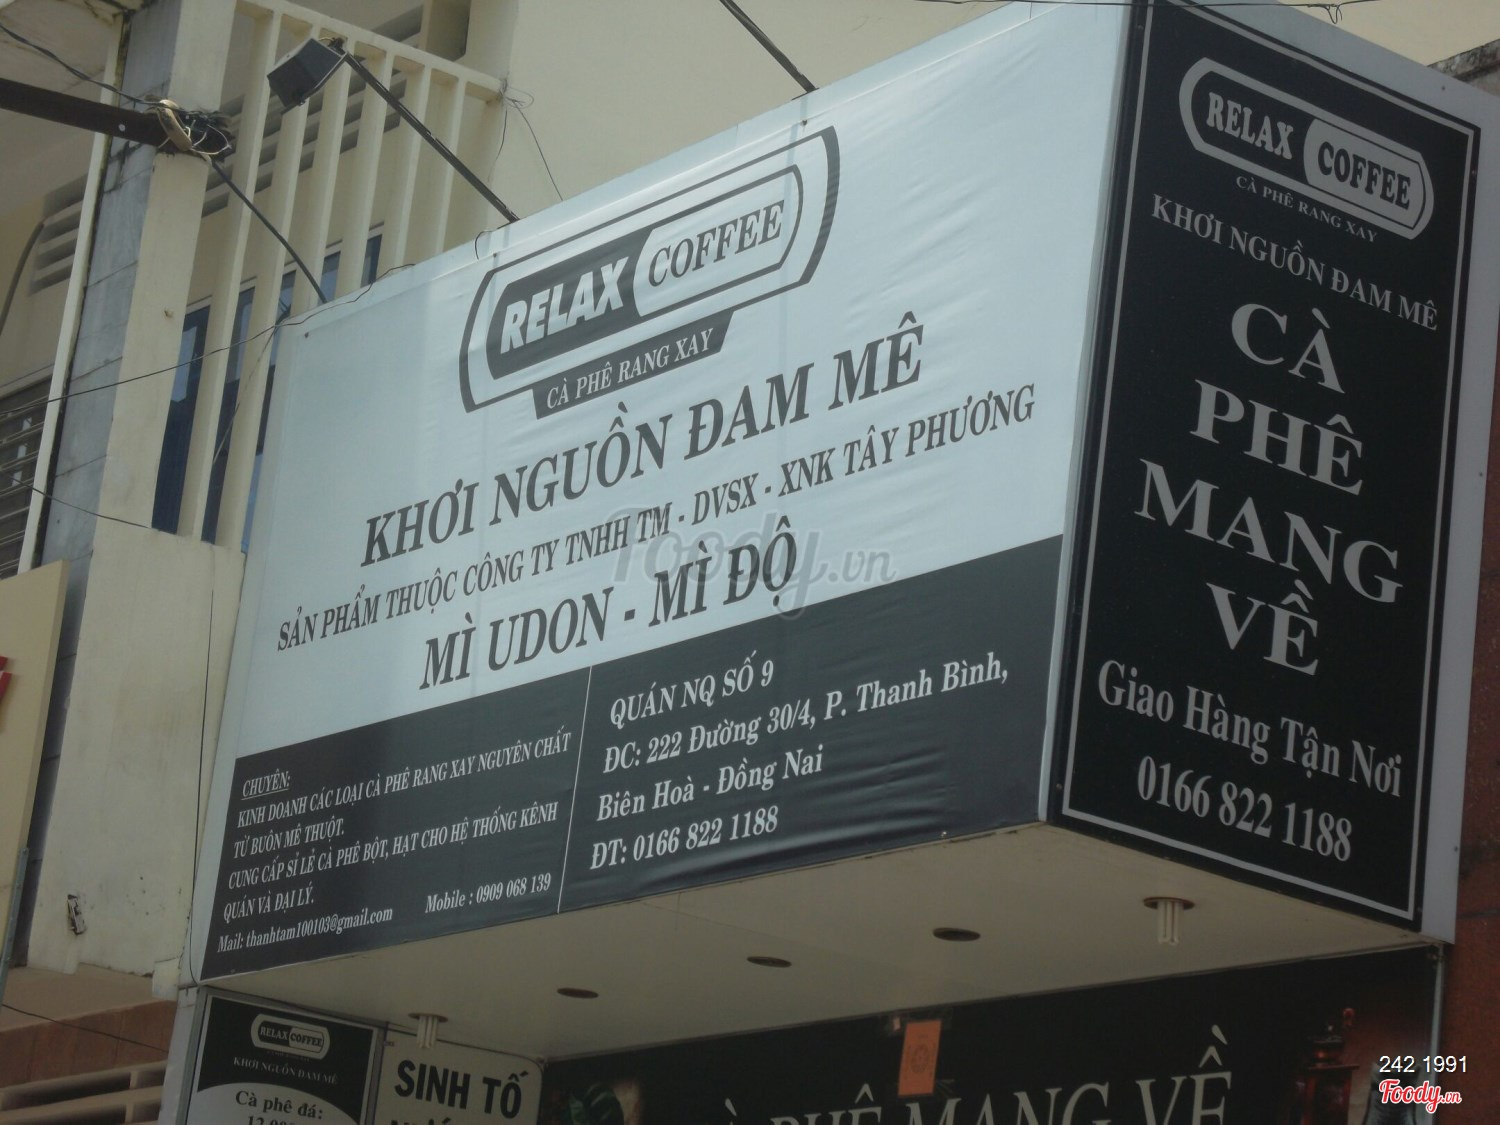 RELAX COFFEE
CÀ PHÊ RANG XAY
KHƠI NGUỒN ĐAM MÊ
SẢN PHẨM THUỘC CÔNG TY TNHH TM - DVSX - XNK TÂY PHƯƠNG
MÌ UDON - MÌ ĐỘ
CHUYÊN:
KINH DOANH CÁC LOẠI CÀ PHÊ RANG XAY NGUYÊN CHẤT
TỪ BUÔN MÊ THUỘT.
CUNG CẤP SỈ LẺ CÀ PHÊ BỘT, HẠT CHO HỆ THỐNG KÊNH
QUÁN VÀ ĐẠI LÝ.
Mail: thanhtam100103@gmail.com Mobile : 0909 068 139
QUÁN NQ SỐ 9
ĐC: 222 Đường 30/4, P. Thanh Bình,
Biên Hoà - Đồng Nai
ĐT: 0166 822 1188
RELAX COFFEE
CÀ PHÊ RANG XAY
KHƠI NGUỒN ĐAM MÊ
CÀ
PHÊ
MANG
VỀ
Giao Hàng Tận Nơi
0166 822 1188
RELAX COFFEE
KHƠI NGUỒN ĐAM MÊ
Cà phê đá:
SINH TỐ
PHÊ MANG VỀ
Foody.vn
242 1991
Foody.vn